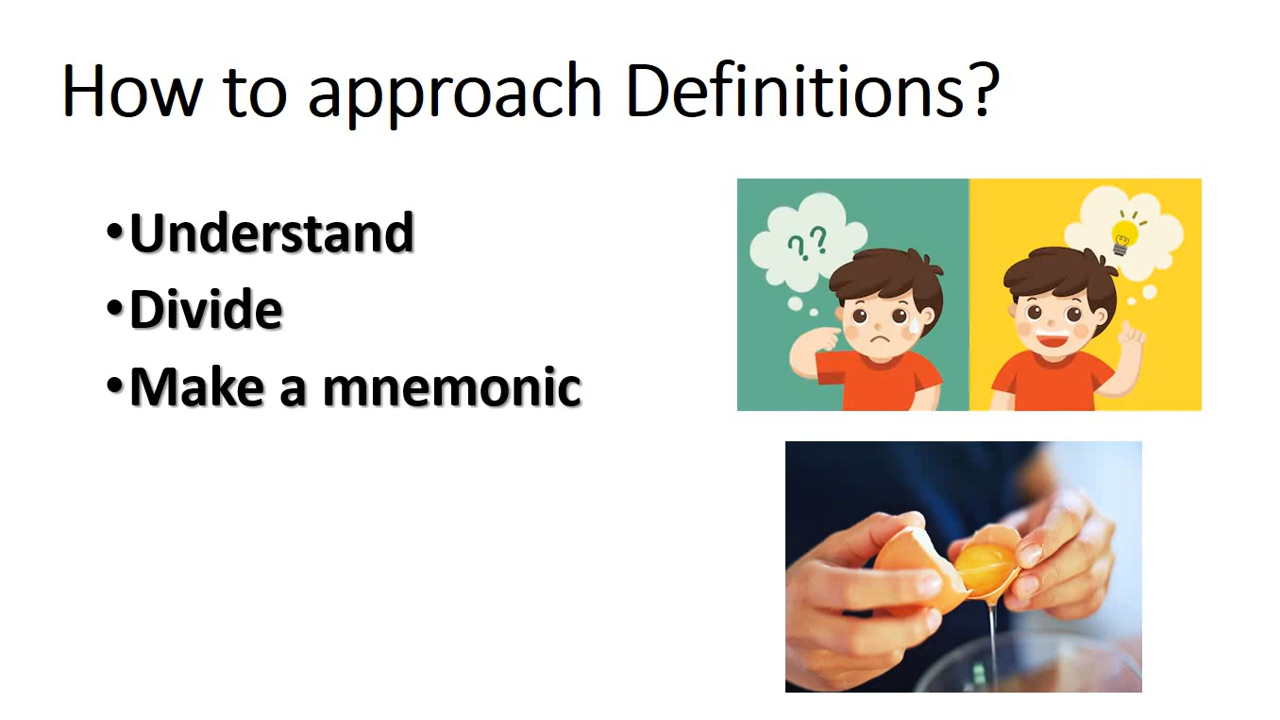 How to approach Definitions?
•Understand
•Divide
•Make a mnemonic
??